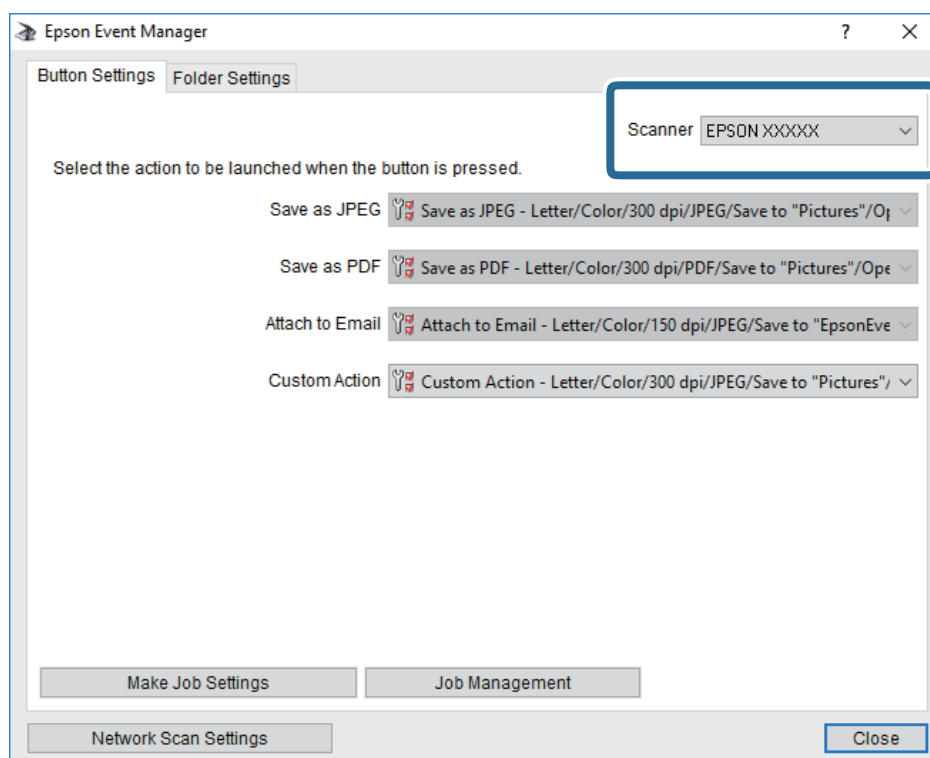 Epson Event Manager ?
Button Settings Folder Settings
Scanner EPSON XXXXX
Select the action to be launched when the button is pressed.
Save as JPEG Save as JPEG - Letter/Color/300 dpi/JPEG/Save to "Pictures"/Op
Save as PDF Save as PDF - Letter/Color/300 dpi/PDF/Save to "Pictures"/Ope
Attach to Email Attach to Email - Letter/Color/150 dpi/JPEG/Save to "EpsonEve
Custom Action Custom Action - Letter/Color/300 dpi/JPEG/Save to "Pictures"/
Make Job Settings Job Management
Network Scan Settings Close